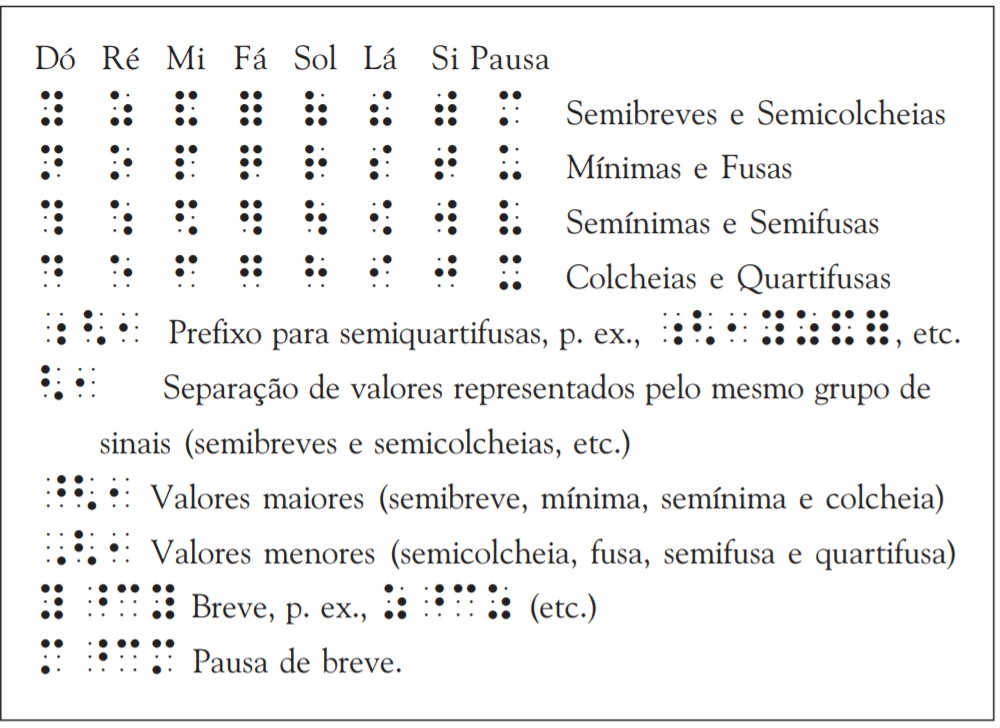 Dó Ré Mi Fá Sol Lá Si Pausa
⠽ ⠵ ⠯ ⠿ ⠷ ⠮ ⠾ ⠍ Semibreves e Semicolcheias
⠝ ⠕ ⠏ ⠟ ⠗ ⠎ ⠞ ⠥ Mínimas e Fusas
⠹ ⠱ ⠫ ⠻ ⠳ ⠪ ⠺ ⠧ Semínimas e Semifusas
⠙ ⠑ ⠋ ⠛ ⠓ ⠊ ⠚ ⠭ Colcheias e Quartifusas
⠰⠣⠂ Prefixo para semiquartifusas, p. ex., ⠰⠣⠂⠽⠵⠯⠿, etc.
⠣⠂ Separação de valores representados pelo mesmo grupo de
sinais (semibreves e semicolcheias, etc.)
⠘⠣⠂ Valores maiores (semibreve, mínima, semínima e colcheia)
⠠⠣⠂ Valores menores (semicolcheia, fusa, semifusa e quartifusa)
⠽⠘⠉⠽ Breve, p. ex., ⠵⠘⠉⠵ (etc.)
⠍⠘⠉⠍ Pausa de breve.